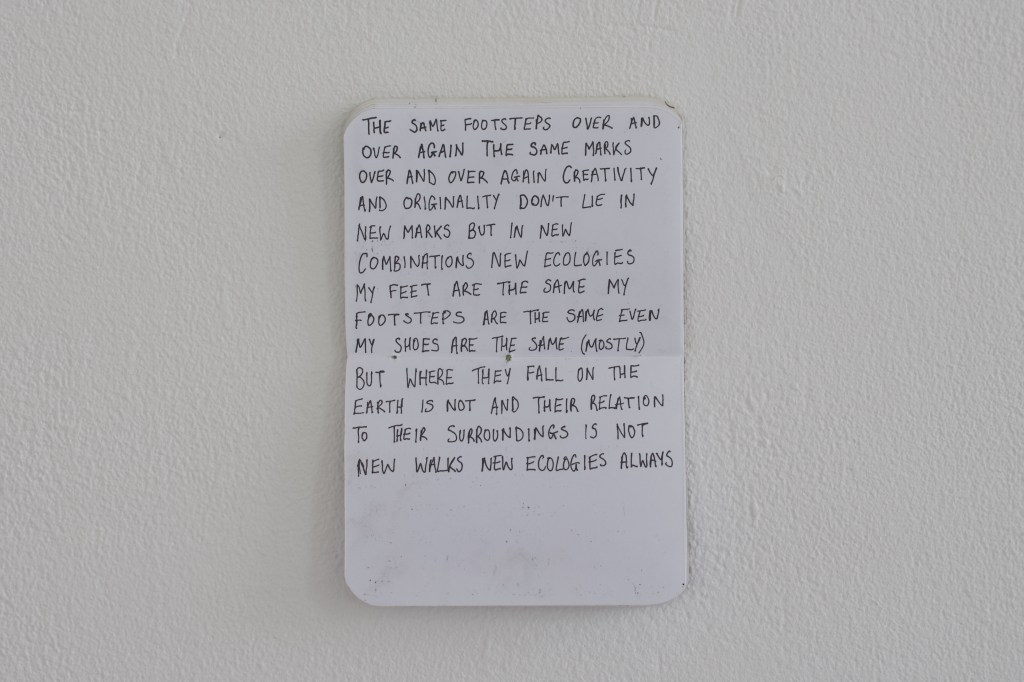 THE SAME FOOTSTEPS OVER AND
OVER AGAIN THE SAME MARKS
OVER AND OVER AGAIN CREATIVITY
AND ORIGINALITY DON'T LIE IN
NEW MARKS BUT IN NEW
COMBINATIONS NEW ECOLOGIES
MY FEET ARE THE SAME MY
FOOTSTEPS ARE THE SAME EVEN
MY SHOES ARE THE SAME (MOSTLY)
BUT WHERE THEY FALL ON THE
EARTH IS NOT AND THEIR RELATION
TO THEIR SURROUNDINGS IS NOT
NEW WALKS NEW ECOLOGIES ALWAYS